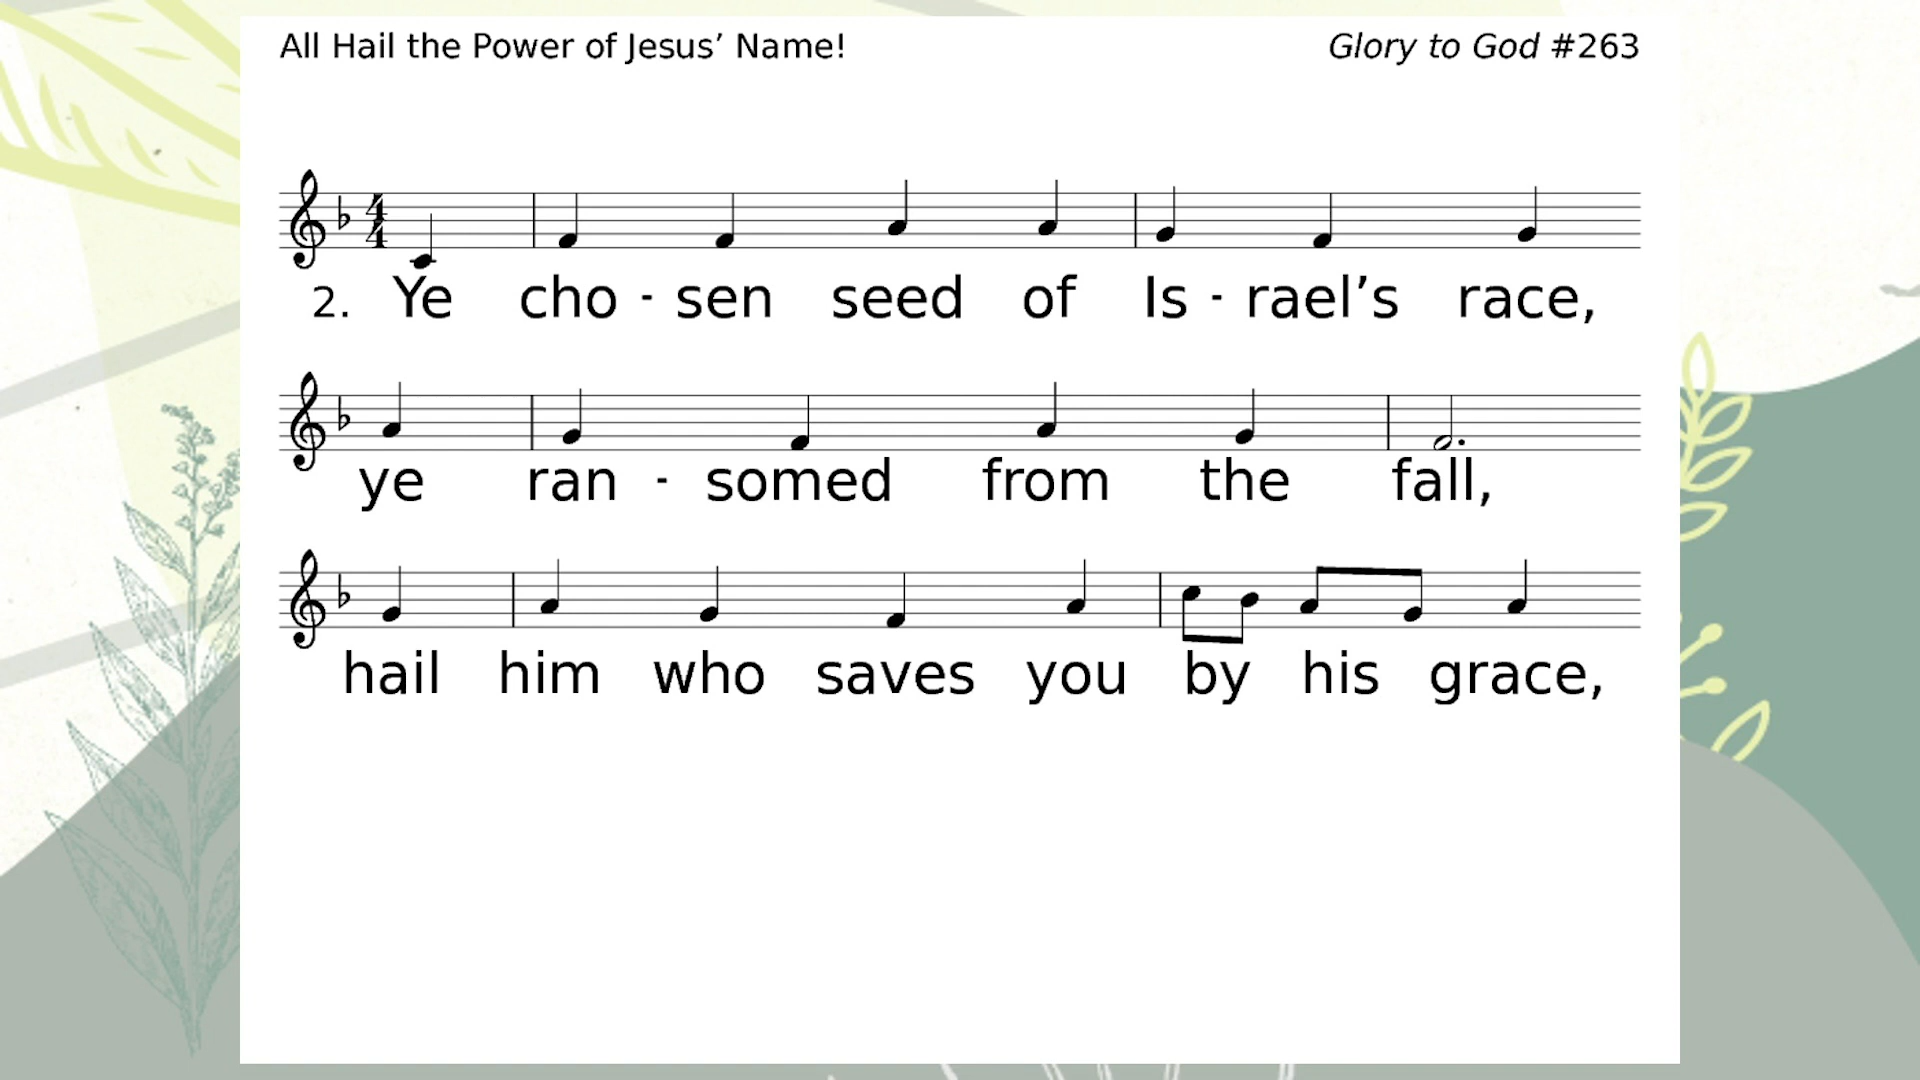 All Hail the Power of Jesus’ Name! Glory to God #263
2. Ye cho - sen seed of Is - rael’s race,
ye ran - somed from the fall,
hail him who saves you by his grace,